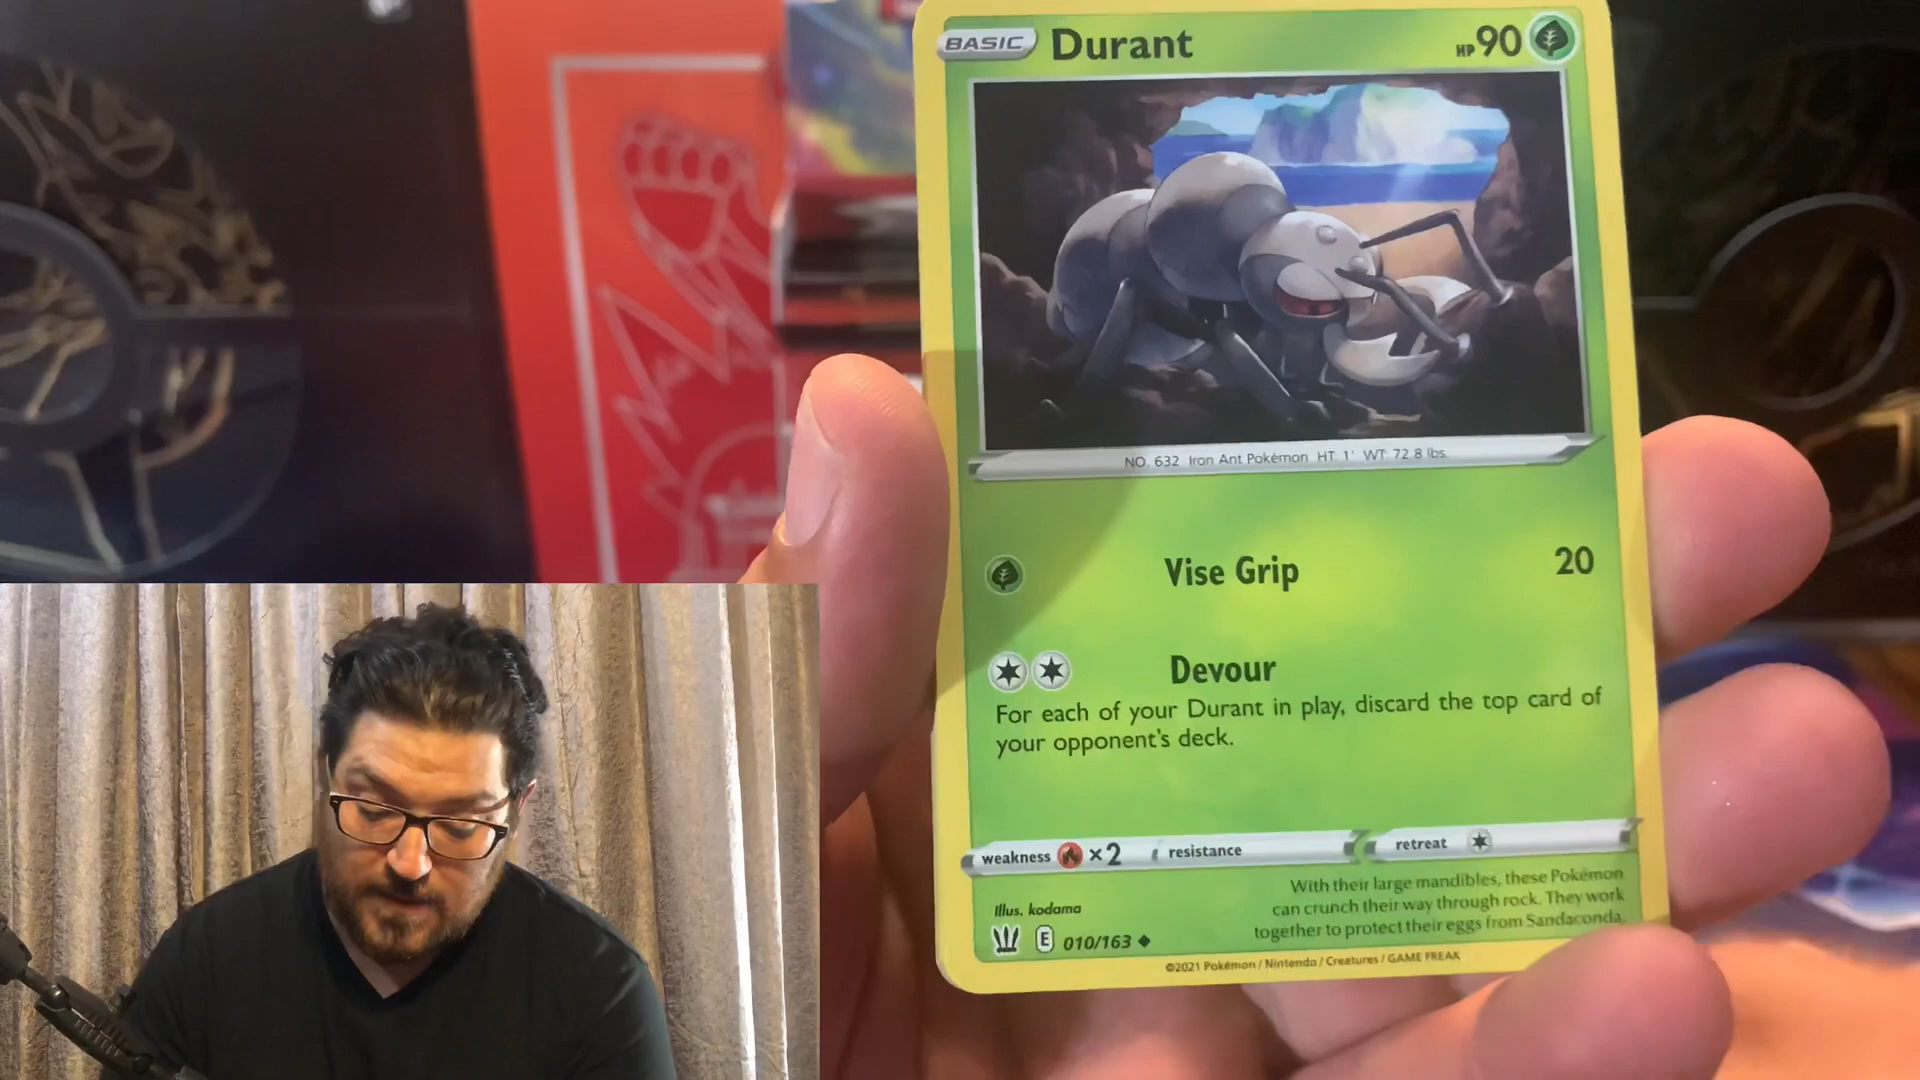 BASIC Durant HP 90
NO. 632 Iron Ant Pokémon HT: 1' WT: 72.8 lbs.
Vise Grip 20
Devour
For each of your Durant in play, discard the top card of
your opponent's deck.
weakness ×2 resistance retreat
With their large mandibles, these Pokémon
can crunch their way through rock. They work
together to protect their eggs from Sandaconda.
Illus. kodama
E 010/163
©2021 Pokémon / Nintendo / Creatures / GAME FREAK